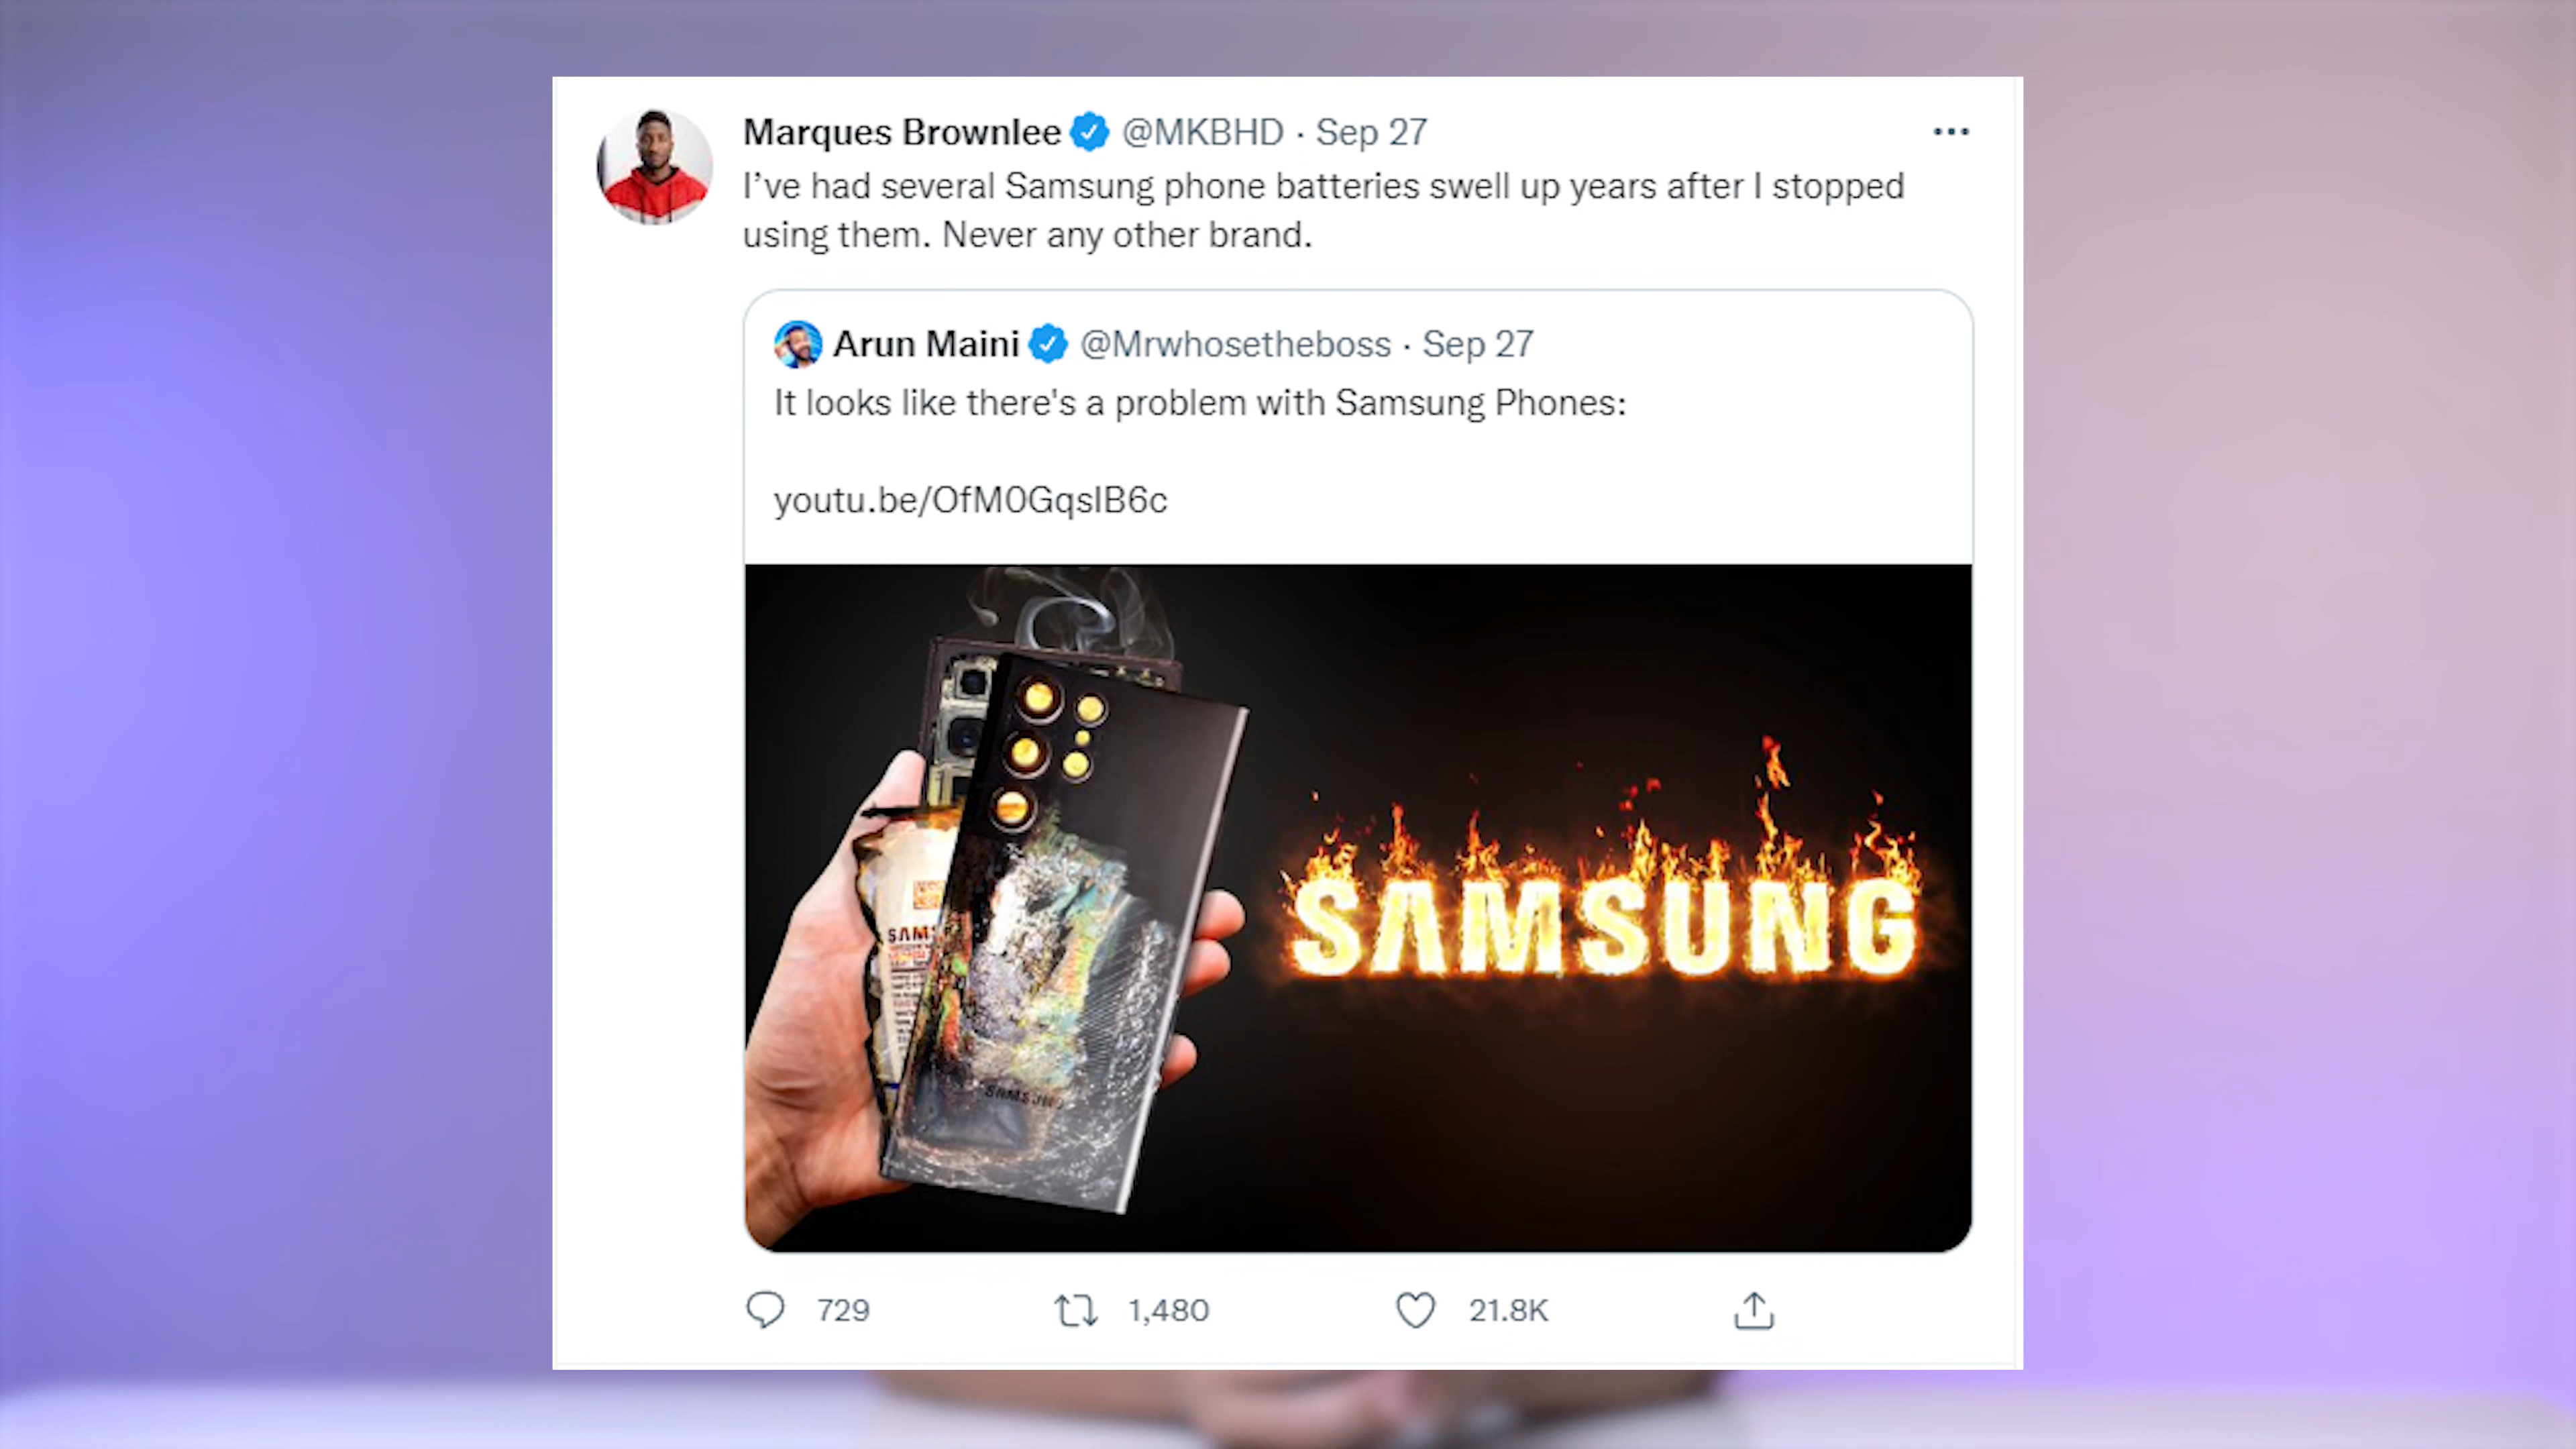 Marques Brownlee @MKBHD · Sep 27
I've had several Samsung phone batteries swell up years after I stopped
using them. Never any other brand.
Arun Maini @Mrwhosetheboss · Sep 27
It looks like there's a problem with Samsung Phones:
youtu.be/OfM0GqsIB6c
SAMS
SAMSUNG
SAMSUNG
729 1,480 21.8K